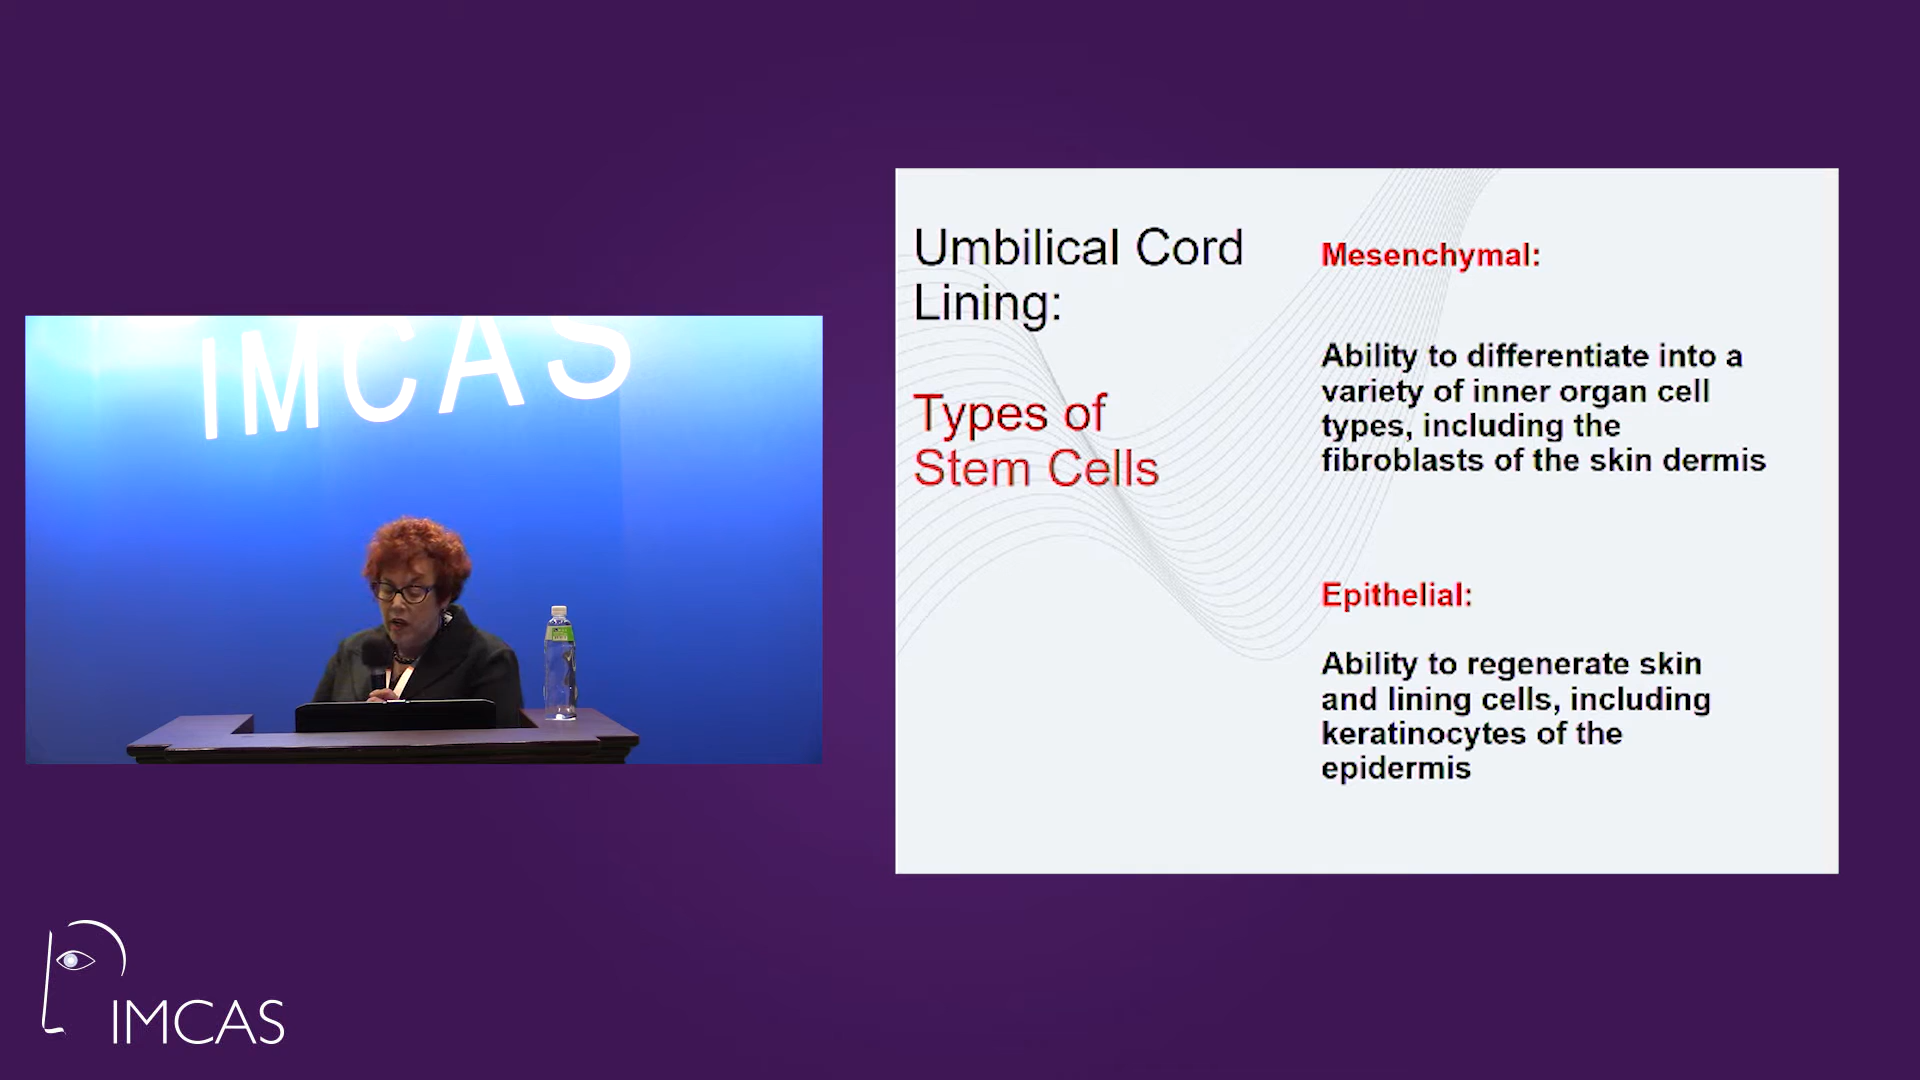 IMCAS
Umbilical Cord
Lining:
Types of
Stem Cells
Mesenchymal:
Ability to differentiate into a
variety of inner organ cell
types, including the
fibroblasts of the skin dermis
Epithelial:
Ability to regenerate skin
and lining cells, including
keratinocytes of the
epidermis
IMCAS